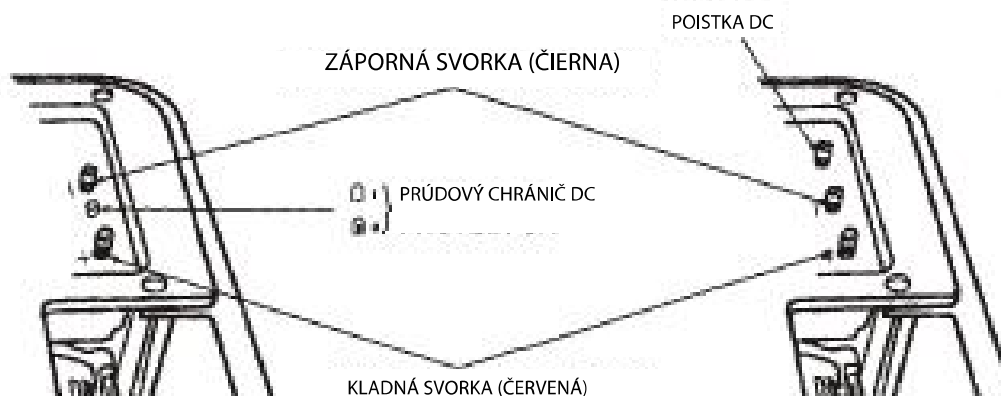 POISTKA DC
ZÁPORNÁ SVORKA (ČIERNA)
PRÚDOVÝ CHRÁNIČ DC
KLADNÁ SVORKA (ČERVENÁ)